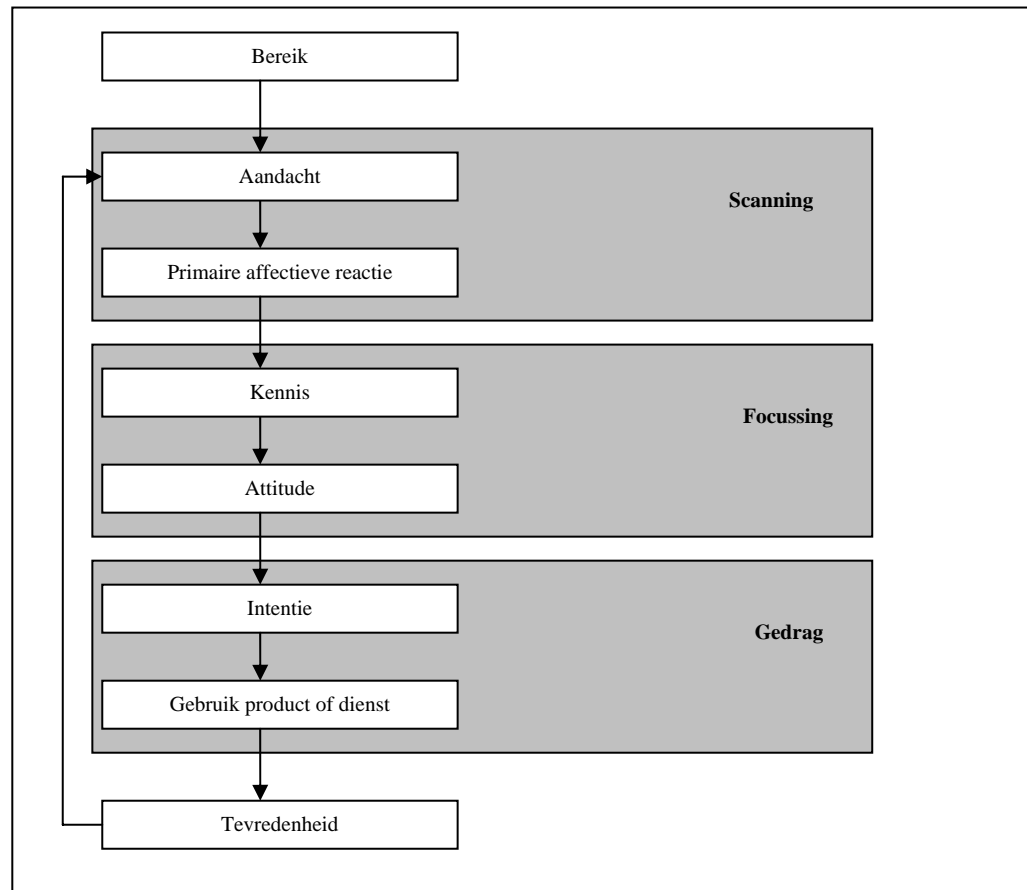 Bereik
Aandacht
Scanning
Primaire affectieve reactie
Kennis
Focussing
Attitude
Intentie
Gedrag
Gebruik product of dienst
Tevredenheid